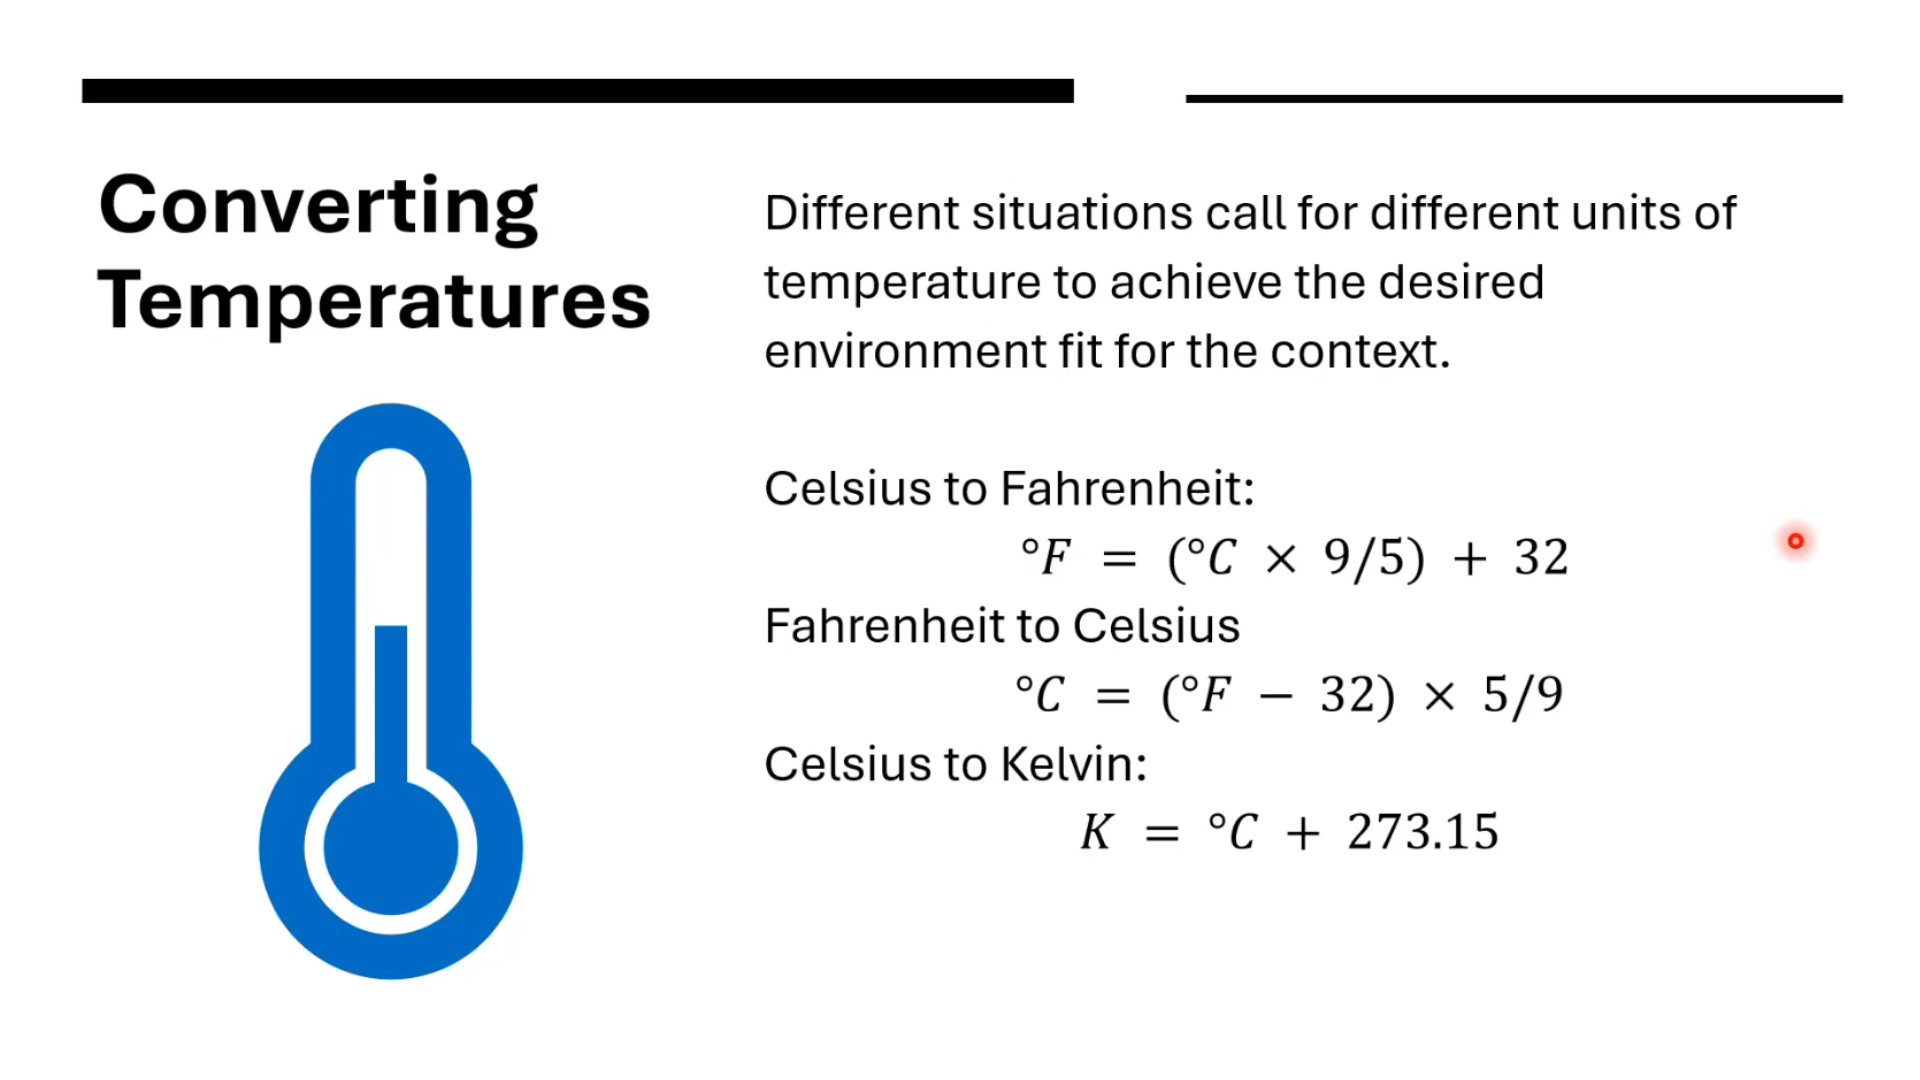 Converting
Temperatures
Different situations call for different units of
temperature to achieve the desired
environment fit for the context.
Celsius to Fahrenheit:
°F = (°C × 9/5) + 32
Fahrenheit to Celsius
°C = (°F − 32) × 5/9
Celsius to Kelvin:
K = °C + 273.15